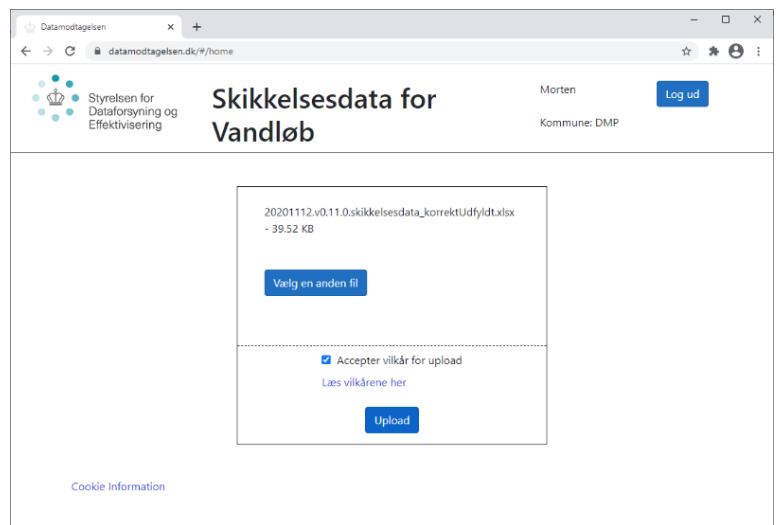 Datamodtagelsen
datamodtagelsen.dk/#/home
Styrelsen for
Dataforsyning og
Effektivisering
Skikkelsesdata for
Vandløb
Morten
Kommune: DMP
Log ud
20201112.v0.11.0.skikkelsesdata_korrektUdfyldt.xlsx
- 39.52 KB
Vælg en anden fil
Accepter vilkår for upload
Læs vilkårene her
Upload
Cookie Information